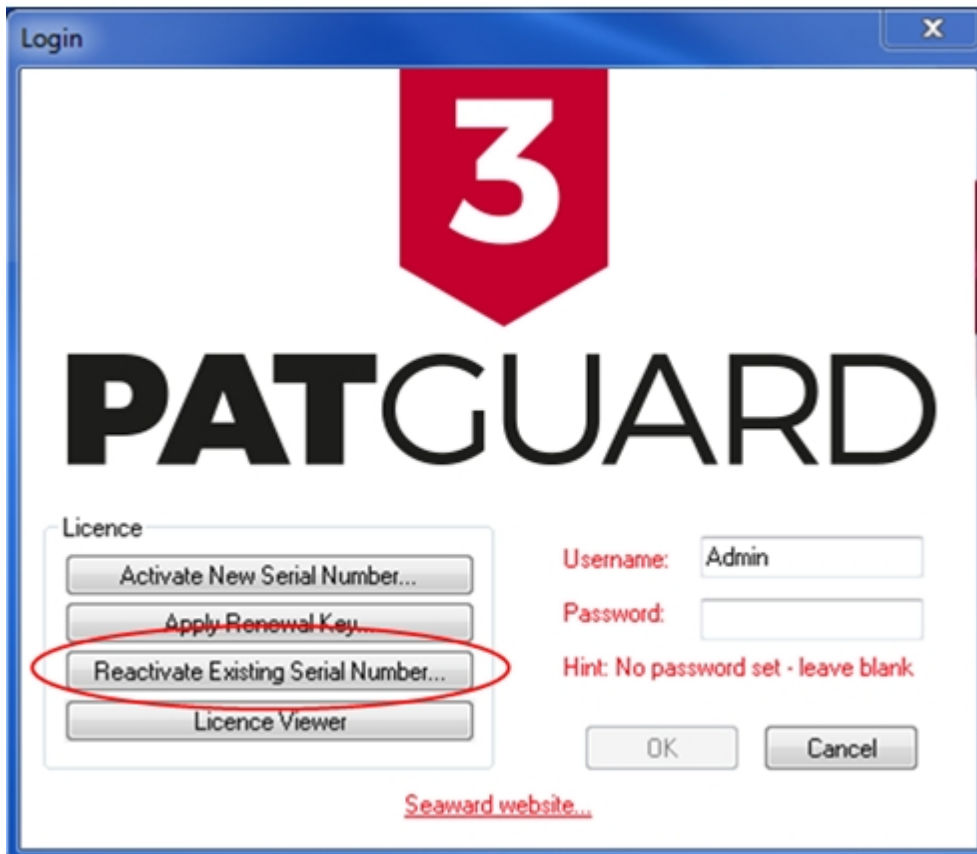 Login
3
PATGUARD
Licence
Activate New Serial Number...
Apply Renewal Key...
Reactivate Existing Serial Number...
Licence Viewer
Username: Admin
Password:
Hint: No password set - leave blank
OK Cancel
Seaward website...